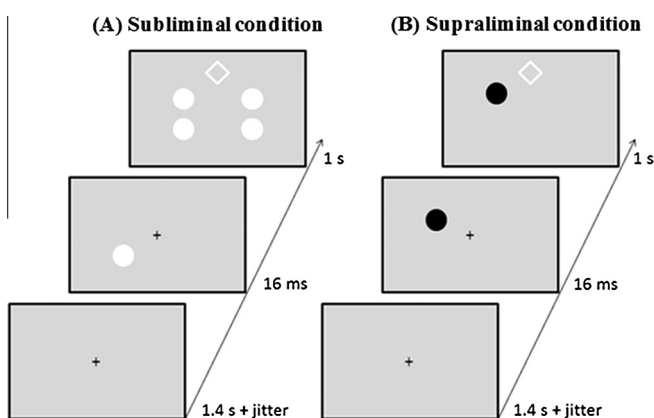 (A) Subliminal condition
(B) Supraliminal condition
1 s
1 s
16 ms
16 ms
1.4 s + jitter
1.4 s + jitter